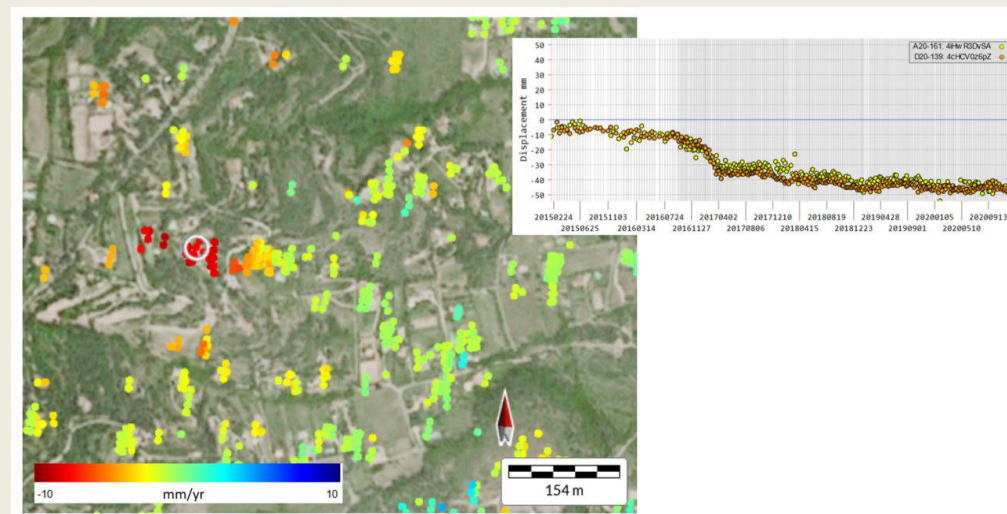 A20-161: 4iHwR3DvSA
D20-139: 4cHCV0z6pZ
Displacement mm
50
40
30
20
10
0
-10
-20
-30
-40
-50
20150224 20151103 20160724 20170402 20171210 20180819 20190428 20200105 20200913
20150625 20160314 20161127 20170806 20180415 20181223 20190901 20200510
-10 mm/yr 10
154 m